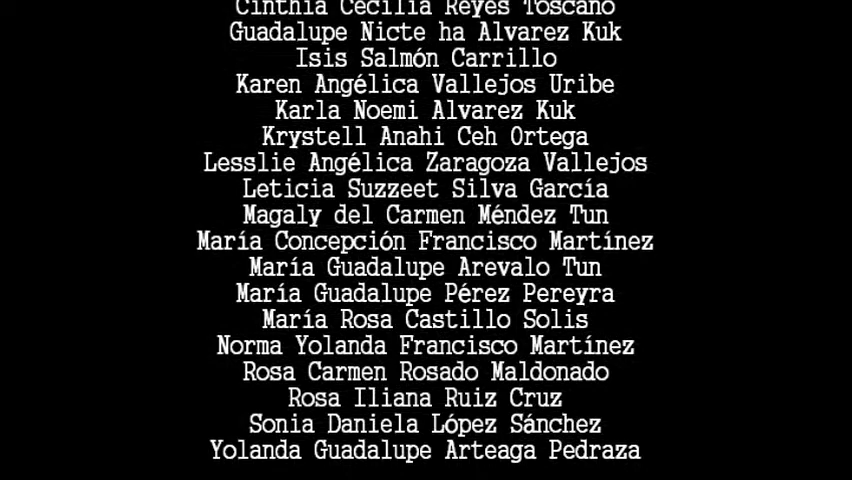 Cinthia Cecilia Reyes Toscano
Guadalupe Nicte ha Alvarez Kuk
Isis Salmón Carrillo
Karen Angélica Vallejos Uribe
Karla Noemi Alvarez Kuk
Krystell Anahi Ceh Ortega
Lesslie Angélica Zaragoza Vallejos
Leticia Suzzeet Silva García
Magaly del Carmen Méndez Tun
María Concepción Francisco Martínez
María Guadalupe Arevalo Tun
María Guadalupe Pérez Pereyra
María Rosa Castillo Solis
Norma Yolanda Francisco Martínez
Rosa Carmen Rosado Maldonado
Rosa Iliana Ruiz Cruz
Sonia Daniela López Sánchez
Yolanda Guadalupe Arteaga Pedraza